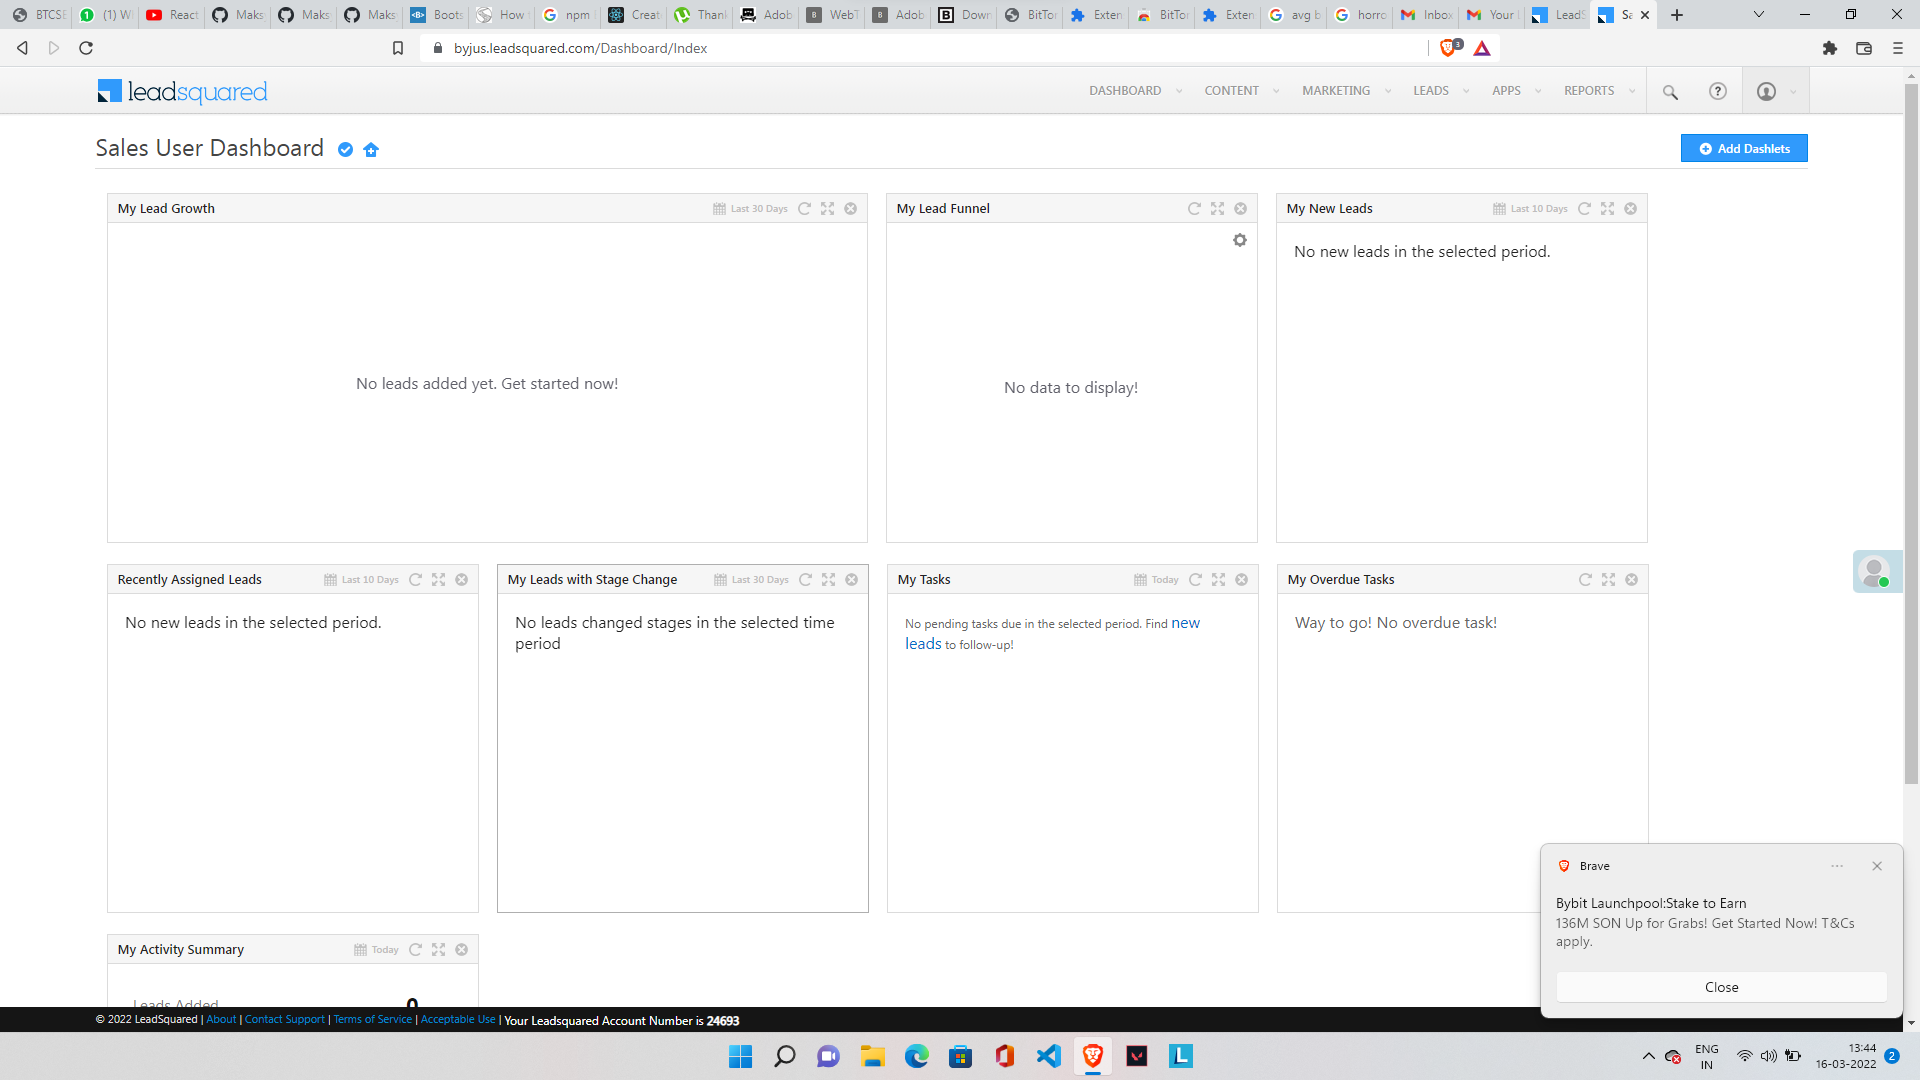 BTCSE
(1) W
React
Maks
Maks
Maks
Boots
How
npm
Creat
Thank
Adob
WebT
Adob
Down
BitTor
Exten
BitTor
Exten
avg b
horro
Inbox
Your
LeadS
Sa
byjus.leadsquared.com/Dashboard/Index
3
leadsquared
DASHBOARD CONTENT MARKETING LEADS APPS REPORTS
Sales User Dashboard
Add Dashlets
My Lead Growth Last 30 Days
No leads added yet. Get started now!
My Lead Funnel
No data to display!
My New Leads Last 10 Days
No new leads in the selected period.
Recently Assigned Leads Last 10 Days
No new leads in the selected period.
My Leads with Stage Change Last 30 Days
No leads changed stages in the selected time
period
My Tasks Today
No pending tasks due in the selected period. Find new
leads to follow-up!
My Overdue Tasks
Way to go! No overdue task!
My Activity Summary Today
Leads Added 0
Brave
Bybit Launchpool:Stake to Earn
136M SON Up for Grabs! Get Started Now! T&Cs
apply.
Close
© 2022 LeadSquared | About | Contact Support | Terms of Service | Acceptable Use | Your Leadsquared Account Number is 24693
ENG
IN
13:44
16-03-2022
2